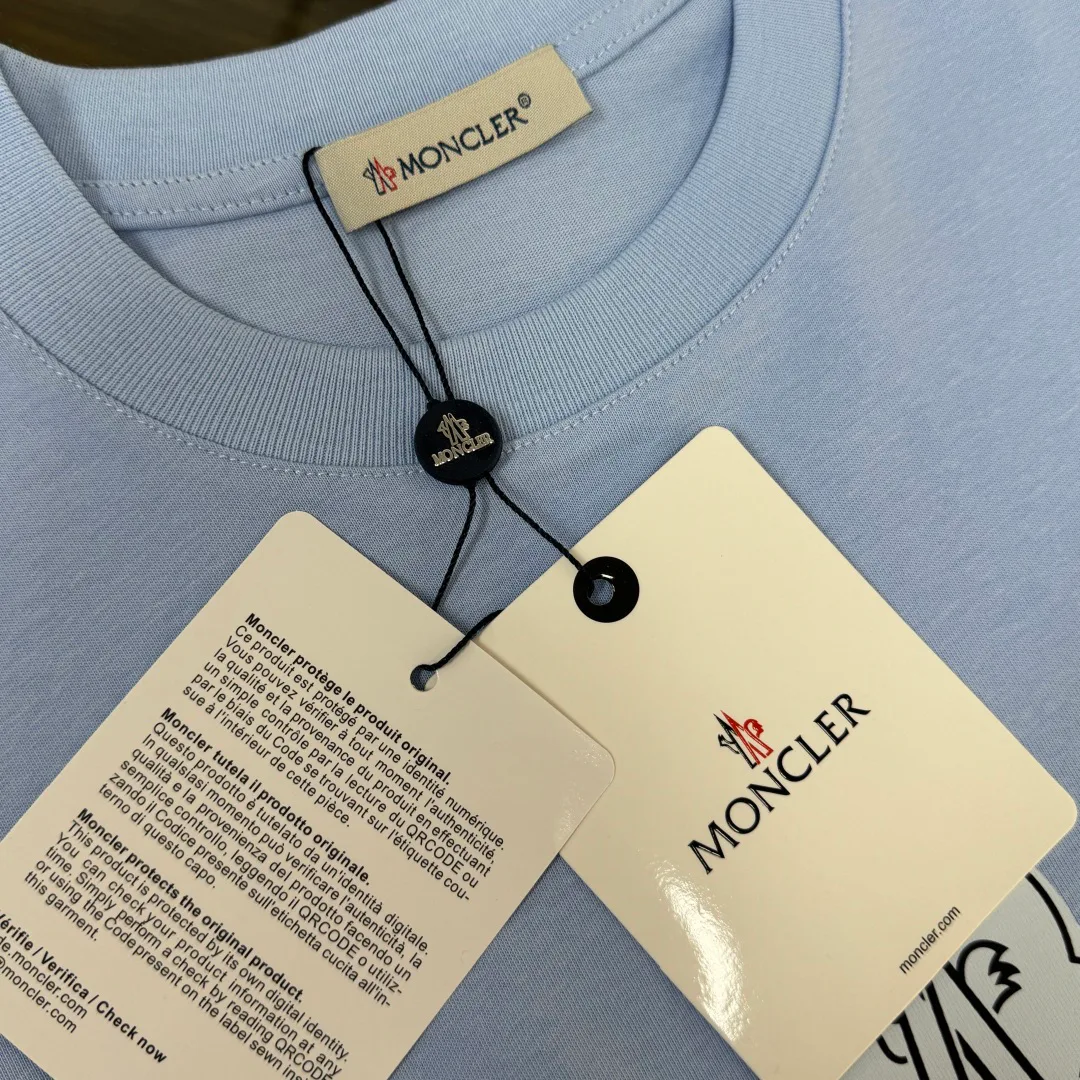 MONCLER®
MONCLER
Moncler protège le produit original.
Ce produit est protégé par une identité numérique.
Vous pouvez vérifier à tout moment l'authenticité,
la qualité et la provenance du produit en effectuant
un simple contrôle par la lecture du QRCODE ou
par le biais du Code se trouvant sur l'étiquette cou-
sue à l'intérieur de cette pièce.
Moncler tutela il prodotto originale.
Questo prodotto è tutelato da un'identità digitale.
In qualsiasi momento può verificare l'autenticità, la
qualità e la provenienza del prodotto facendo un
semplice controllo, leggendo il QRCODE o utiliz-
zando il Codice presente sull'etichetta cucita all'in-
terno di questo capo.
Moncler protects the original product.
This product is protected by its own digital identity.
You can check your product information at any
time. Simply perform a check by reading QRCODE
or using the Code present on the label sewn ins
this garment.
Vérifie / Verifica / Check now
de.moncler.com
@moncler.com
MONCLER
moncler.com